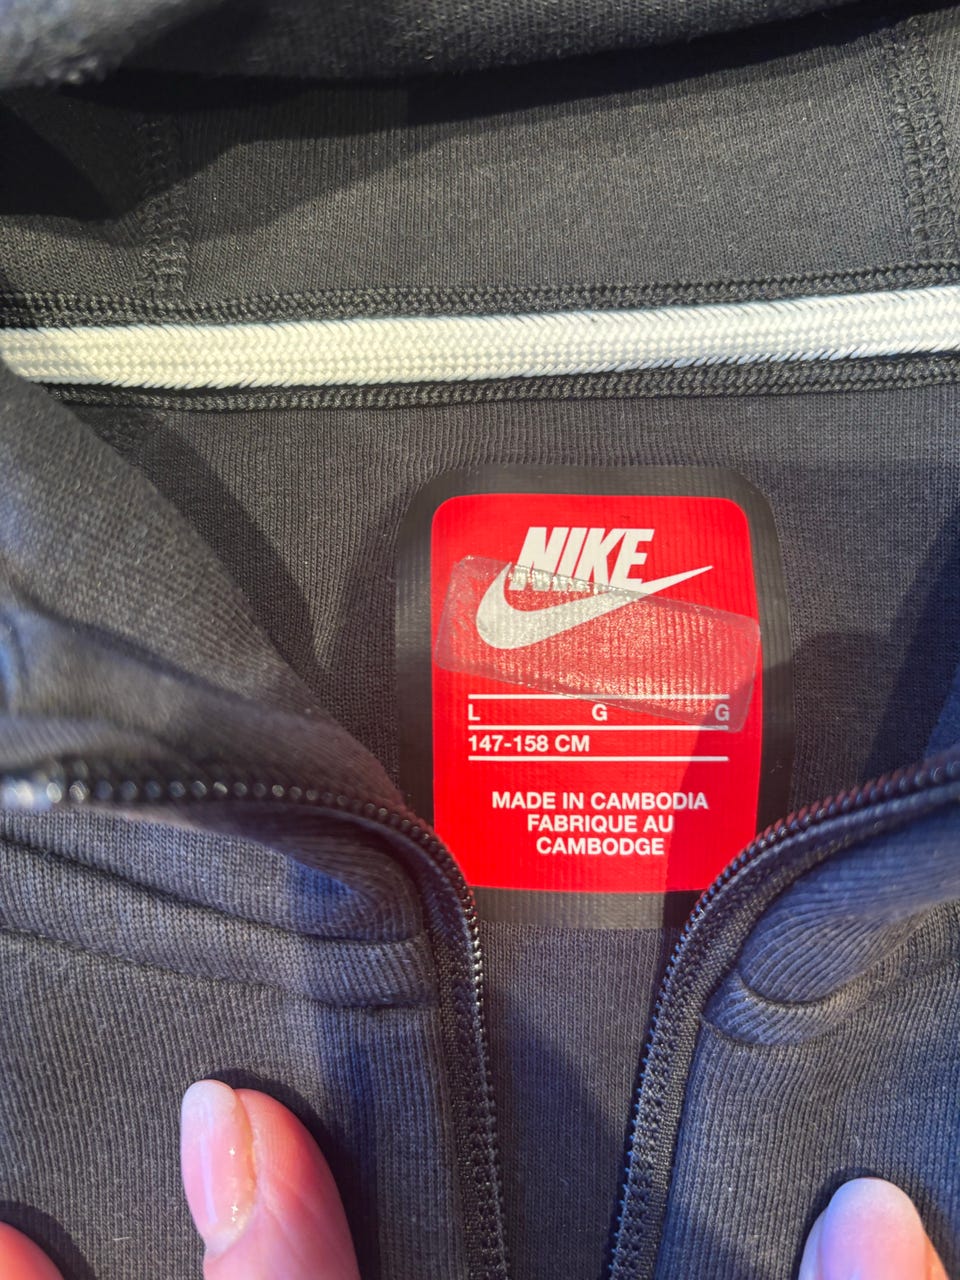 NIKE
L G G
147-158 CM
MADE IN CAMBODIA
FABRIQUE AU
CAMBODGE